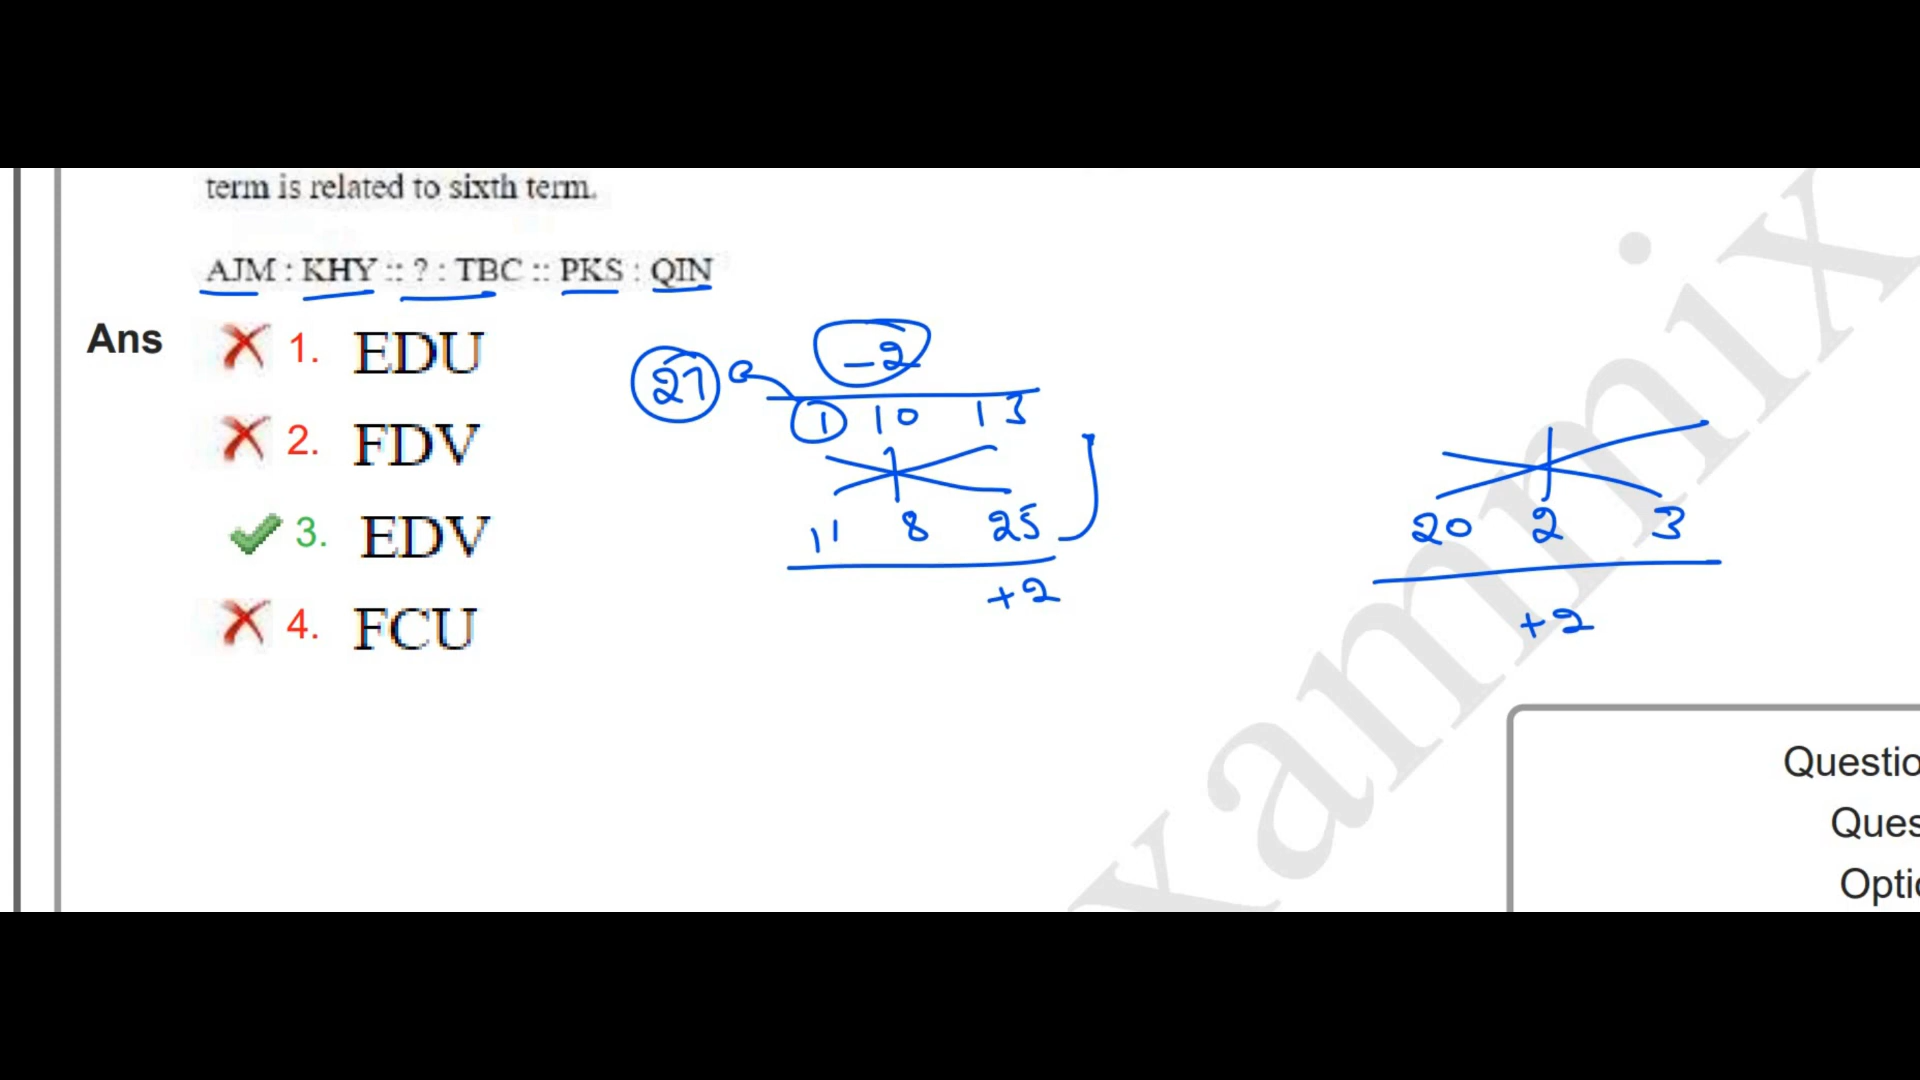 term is related to sixth term.
AJM : KHY :: ? : TBC :: PKS : QIN
Ans
1. EDU
2. FDV
3. EDV
4. FCU
-2
27
1 10 13
11 8 25
+2
20 2 3
+2
xamix
Questio
Ques
Optic